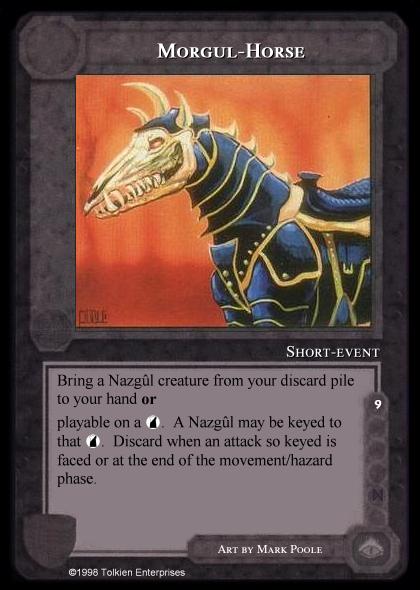 Morgul-Horse
Short-event
Bring a Nazgûl creature from your discard pile
to your hand or
playable on a . A Nazgûl may be keyed to
that . Discard when an attack so keyed is
faced or at the end of the movement/hazard
phase.
9
Art by Mark Poole
©1998 Tolkien Enterprises